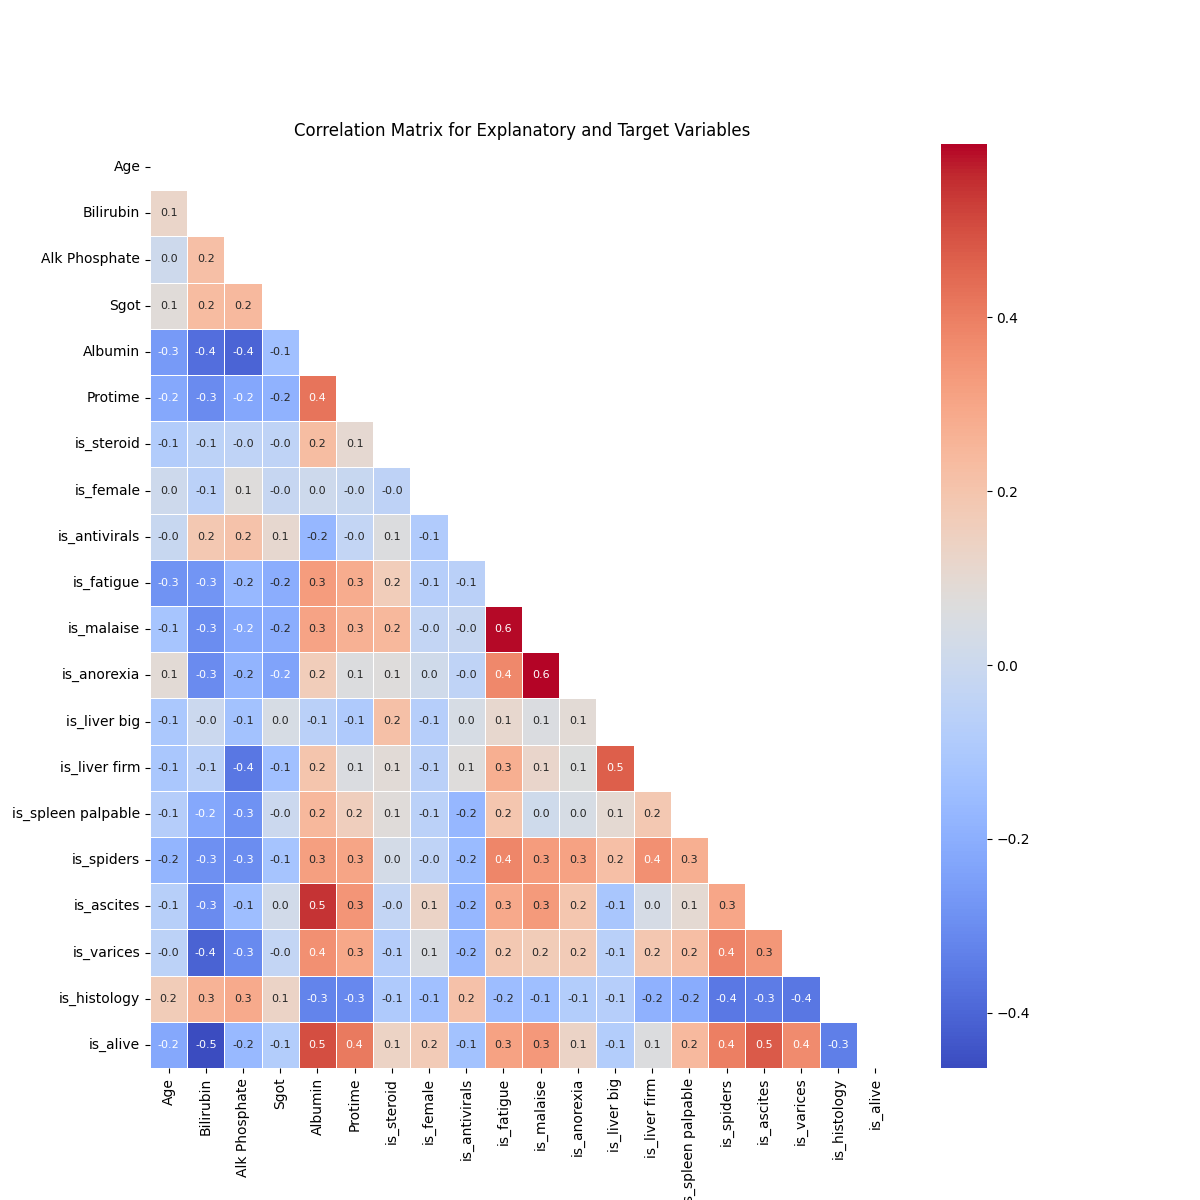 Correlation Matrix for Explanatory and Target Variables
Age
Bilirubin 0.1
Alk Phosphate 0.0 0.2
Sgot 0.1 0.2 0.2
Albumin -0.3 -0.4 -0.4 -0.1
Protime -0.2 -0.3 -0.2 -0.2 0.4
is_steroid -0.1 -0.1 -0.0 -0.0 0.2 0.1
is_female 0.0 -0.1 0.1 -0.0 0.0 -0.0 -0.0
is_antivirals -0.0 0.2 0.2 0.1 -0.2 -0.0 0.1 -0.1
is_fatigue -0.3 -0.3 -0.2 -0.2 0.3 0.3 0.2 -0.1 -0.1
is_malaise -0.1 -0.3 -0.2 -0.2 0.3 0.3 0.2 -0.0 -0.0 0.6
is_anorexia 0.1 -0.3 -0.2 -0.2 0.2 0.1 0.1 0.0 -0.0 0.4 0.6
is_liver big -0.1 -0.0 -0.1 0.0 -0.1 -0.1 0.2 -0.1 0.0 0.1 0.1 0.1
is_liver firm -0.1 -0.1 -0.4 -0.1 0.2 0.1 0.1 -0.1 0.1 0.3 0.1 0.1 0.5
is_spleen palpable -0.1 -0.2 -0.3 -0.0 0.2 0.2 0.1 -0.1 -0.2 0.2 0.0 0.0 0.1 0.2
is_spiders -0.2 -0.3 -0.3 -0.1 0.3 0.3 0.0 -0.0 -0.2 0.4 0.3 0.3 0.2 0.4 0.3
is_ascites -0.1 -0.3 -0.1 0.0 0.5 0.3 -0.0 0.1 -0.2 0.3 0.3 0.2 -0.1 0.0 0.1 0.3
is_varices -0.0 -0.4 -0.3 -0.0 0.4 0.3 -0.1 0.1 -0.2 0.2 0.2 0.2 -0.1 0.2 0.2 0.4 0.3
is_histology 0.2 0.3 0.3 0.1 -0.3 -0.3 -0.1 -0.1 0.2 -0.2 -0.1 -0.1 -0.1 -0.2 -0.2 -0.4 -0.3 -0.4
is_alive -0.2 -0.5 -0.2 -0.1 0.5 0.4 0.1 0.2 -0.1 0.3 0.3 0.1 -0.1 0.1 0.2 0.4 0.5 0.4 -0.3
Age
Bilirubin
Alk Phosphate
Sgot
Albumin
Protime
is_steroid
is_female
is_antivirals
is_fatigue
is_malaise
is_anorexia
is_liver big
is_liver firm
s_spleen palpable
is_spiders
is_ascites
is_varices
is_histology
is_alive
0.4
0.2
0.0
−0.2
−0.4